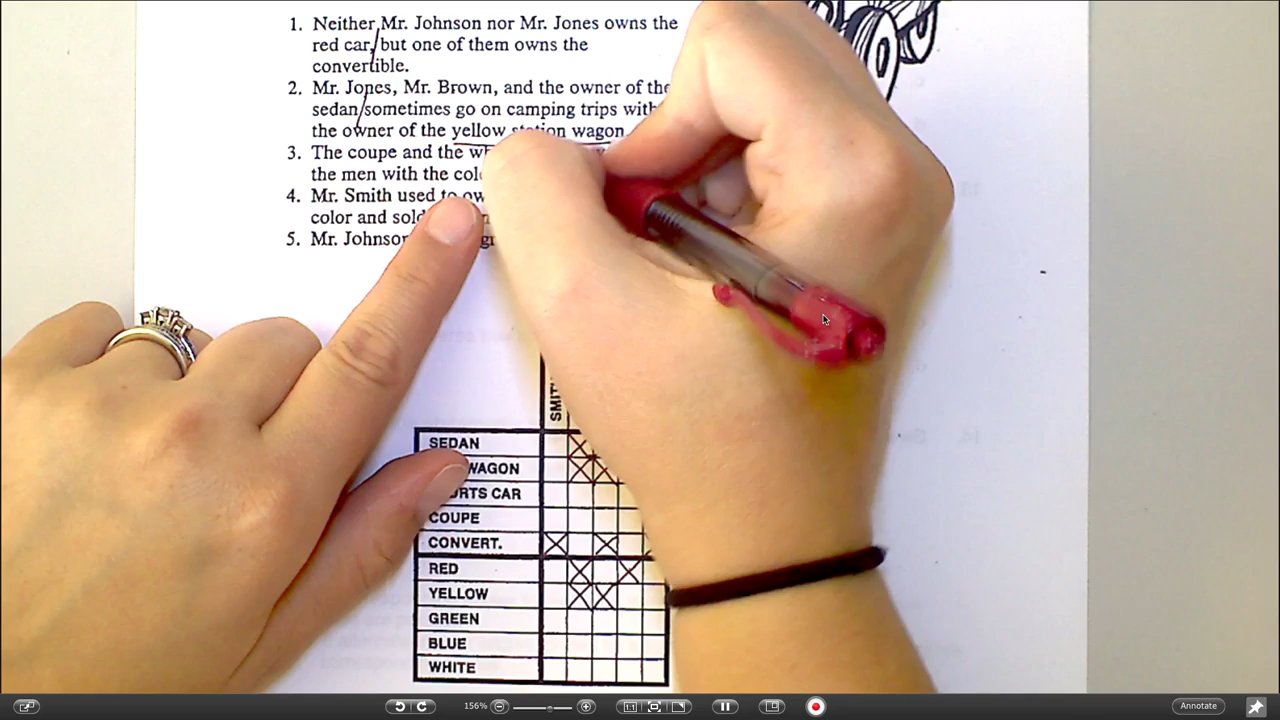 1. Neither Mr. Johnson nor Mr. Jones owns the
red car, but one of them owns the
convertible.
2. Mr. Jones, Mr. Brown, and the owner of the
sedan sometimes go on camping trips with
the owner of the yellow station wagon
3. The coupe and the
the men with the
4. Mr. Smith used to
color and sold
5. Mr. Johnson
SEDAN
WAGON
COUPE
CONVERT.
RED
YELLOW
GREEN
BLUE
WHITE
156%
1:1
Annotate